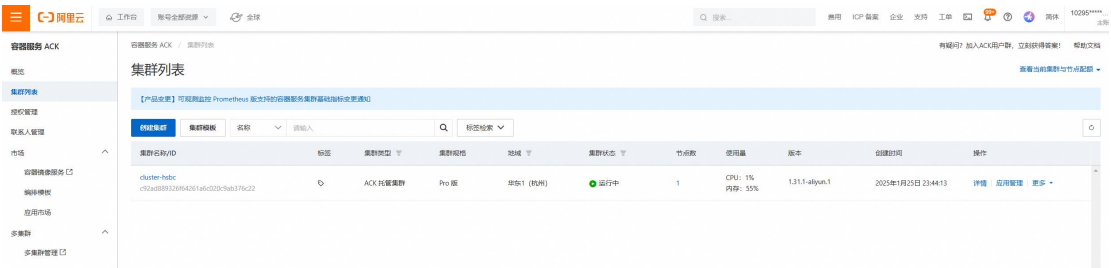 阿里云 工作台 账号全部资源 全球 搜索... 费用 ICP 备案 企业 支持 工单 99+ 简体 10295*****...
容器服务 ACK 容器服务 ACK / 集群列表 有疑问？加入ACK用户群，立刻获得答案！ 帮助文档
概览 集群列表 查看当前集群与节点配额
集群列表
【产品变更】可观测监控 Prometheus 版支持的容器服务集群基础指标变更通知
授权管理
联系人管理 创建集群 集群模板 名称 请输入 标签检索
市场 集群名称/ID 标签 集群类型 集群规格 地域 集群状态 节点数 使用量 版本 创建时间 操作
容器镜像服务 cluster-hsbc ACK 托管集群 Pro 版 华东1（杭州） 运行中 1 CPU：1% 1.31.1-aliyun.1 2025年1月25日 23:44:13 详情 应用管理 更多
编排模板 内存：55%
应用市场
多集群
多集群管理